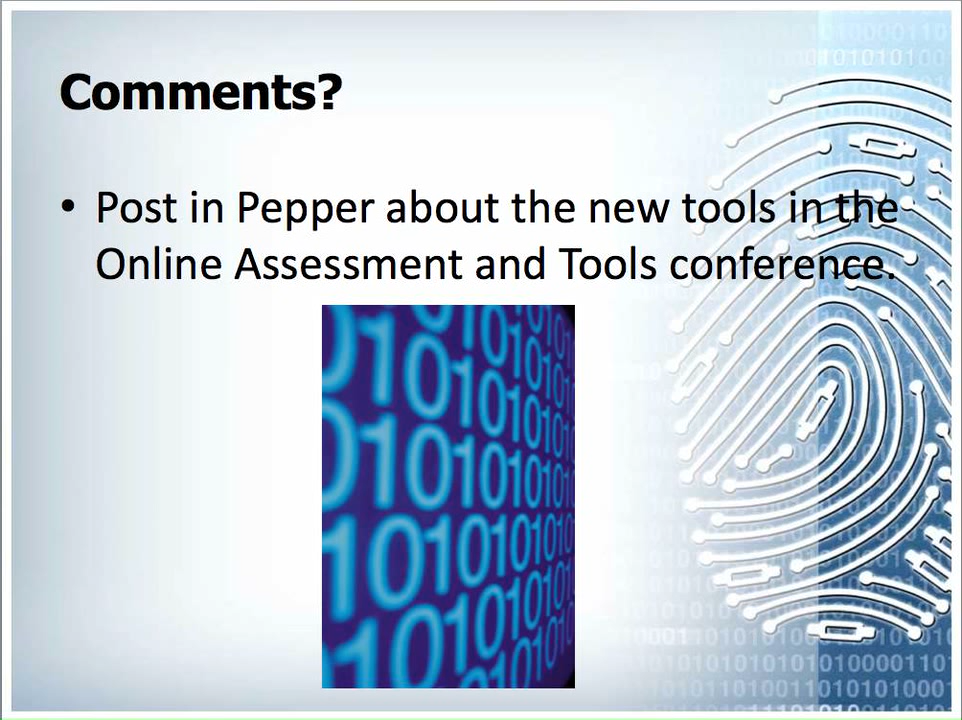 Comments?
• Post in Pepper about the new tools in the
Online Assessment and Tools conference.